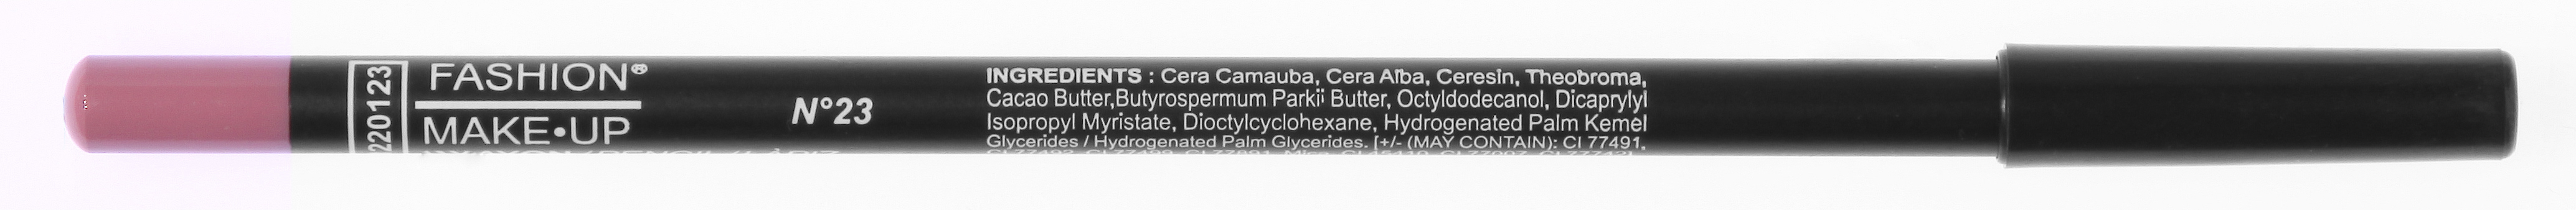 220123
FASHION®
MAKE•UP
N°23
INGREDIENTS : Cera Camauba, Cera Alba, Ceresin, Theobroma,
Cacao Butter,Butyrospermum Parkii Butter, Octyldodecanol, Dicaprylyl
Isopropyl Myristate, Dioctylcyclohexane, Hydrogenated Palm Kemel
Glycerides / Hydrogenated Palm Glycerides. [+/- (MAY CONTAIN): CI 77491,